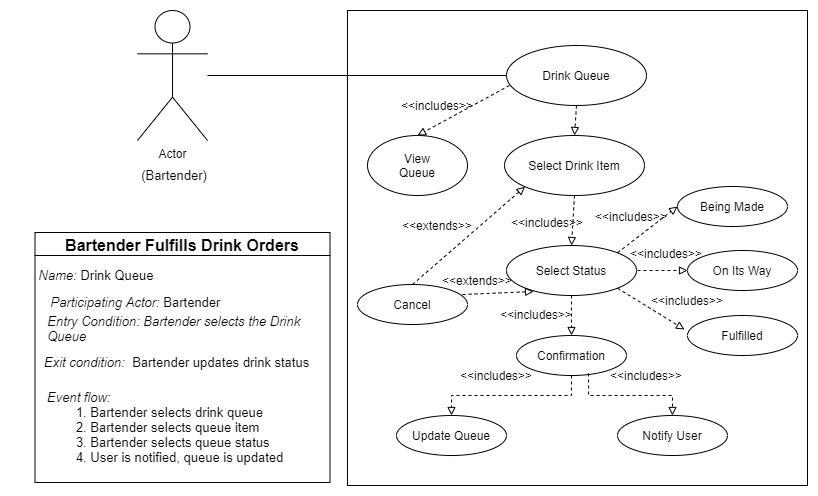 Drink Queue
<<includes>>
Actor
(Bartender)
View
Queue
Select Drink Item
<<extends>>
<<includes>>
<<includes>>
Being Made
Bartender Fulfills Drink Orders
Name: Drink Queue
Participating Actor: Bartender
Entry Condition: Bartender selects the Drink
Queue
Exit condition: Bartender updates drink status
Event flow:
1. Bartender selects drink queue
2. Bartender selects queue item
3. Bartender selects queue status
4. User is notified, queue is updated
<<includes>>
Select Status
On Its Way
<<extends>>
Cancel
<<includes>>
<<includes>>
Fulfilled
Confirmation
<<includes>>
<<includes>>
Update Queue
Notify User